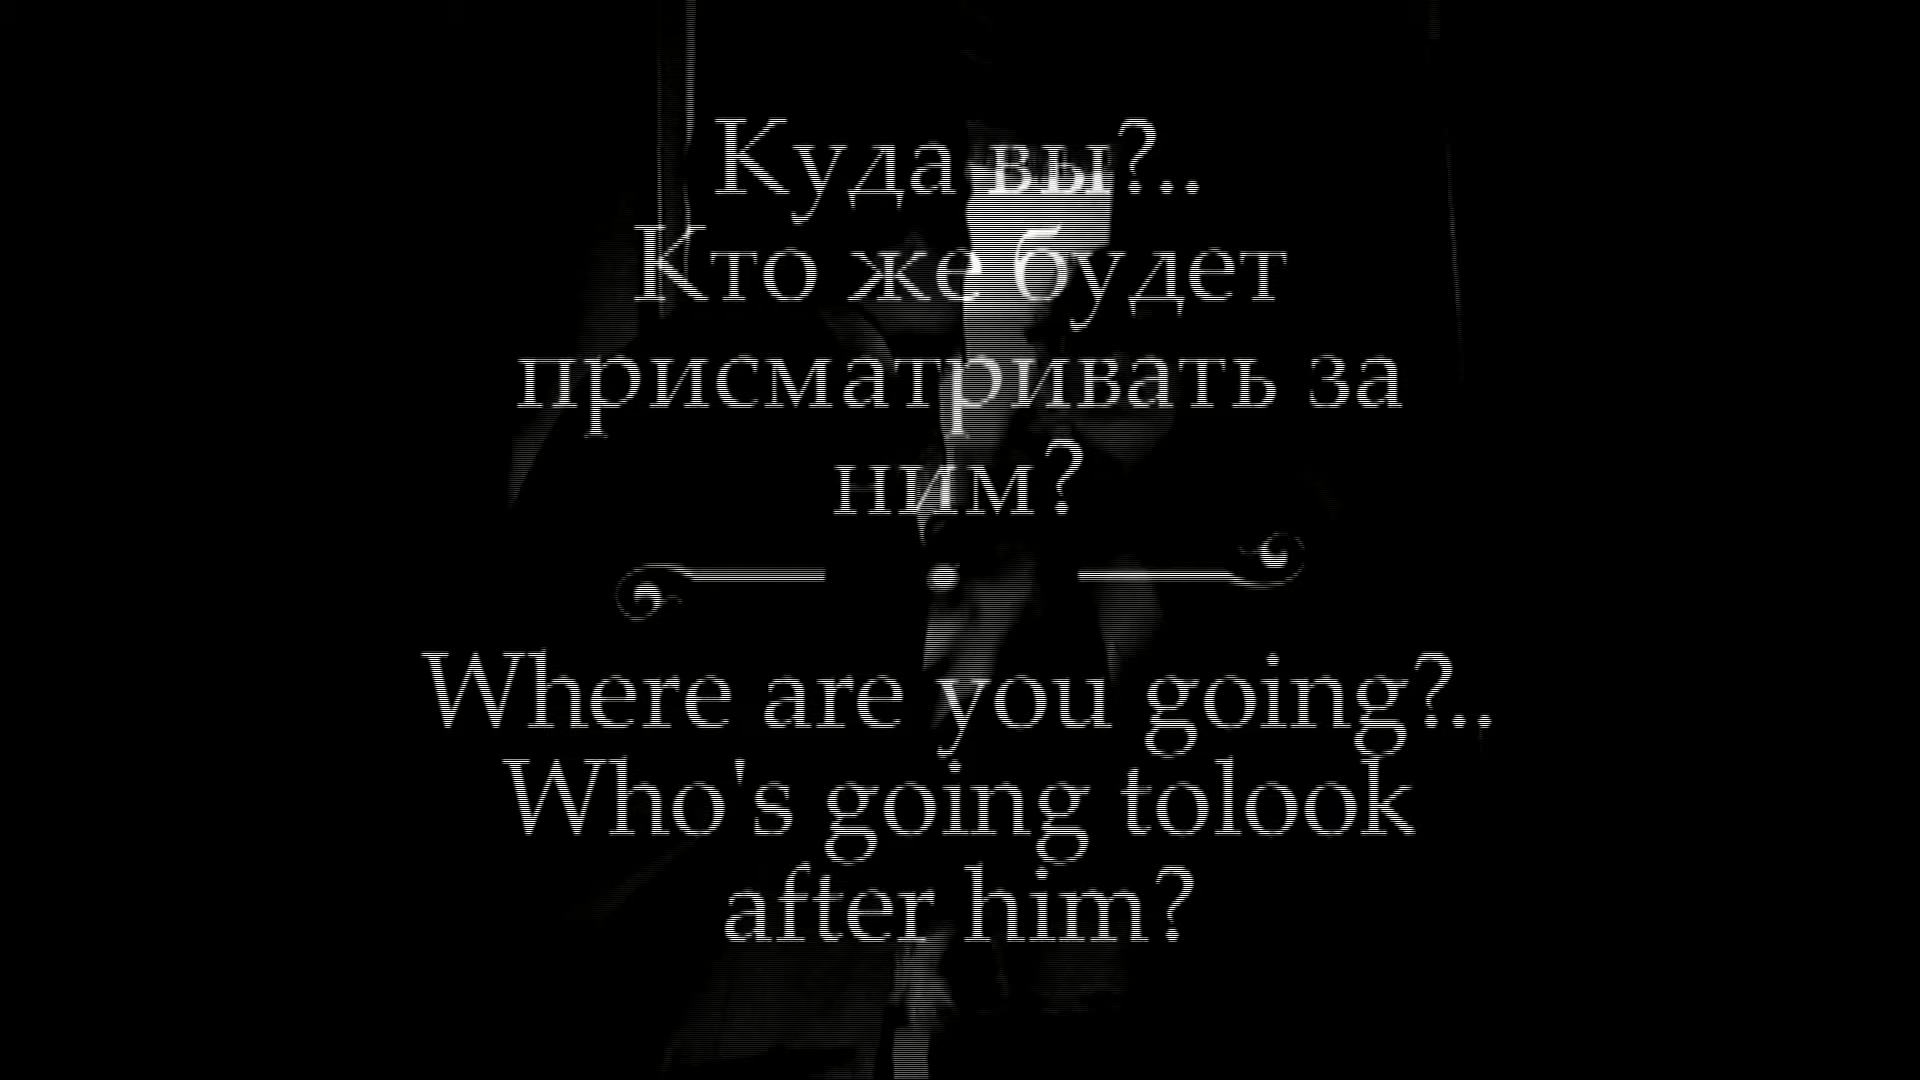 Куда вы?..
Кто же будет
присматривать за
ним?
Where are you going?..
Who's going tolook
after him?